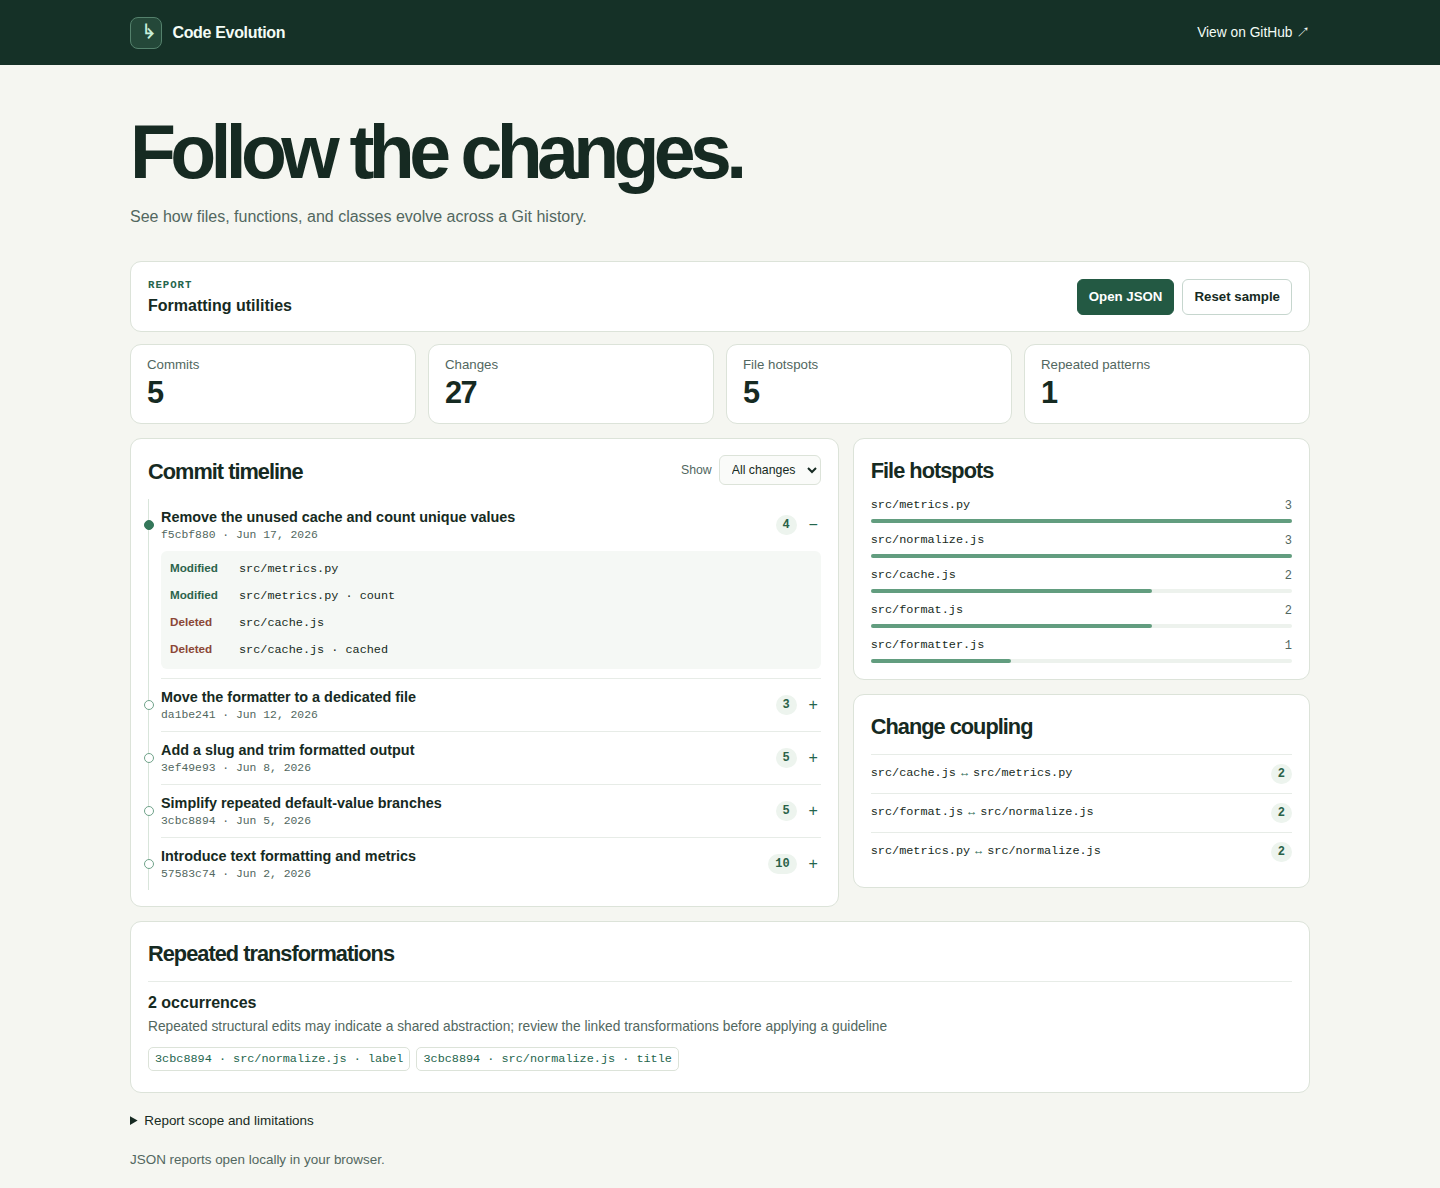 Code Evolution
View on GitHub ↗
Follow the changes.
See how files, functions, and classes evolve across a Git history.
REPORT
Formatting utilities
Open JSON
Reset sample
Commits
5
Changes
27
File hotspots
5
Repeated patterns
1
Commit timeline
Show
All changes
Remove the unused cache and count unique values
f5cbf880 · Jun 17, 2026
4
−
Modified src/metrics.py
Modified src/metrics.py · count
Deleted src/cache.js
Deleted src/cache.js · cached
Move the formatter to a dedicated file
da1be241 · Jun 12, 2026
3
+
Add a slug and trim formatted output
3ef49e93 · Jun 8, 2026
5
+
Simplify repeated default-value branches
3cbc8894 · Jun 5, 2026
5
+
Introduce text formatting and metrics
57583c74 · Jun 2, 2026
10
+
File hotspots
src/metrics.py 3
src/normalize.js 3
src/cache.js 2
src/format.js 2
src/formatter.js 1
Change coupling
src/cache.js ↔ src/metrics.py 2
src/format.js ↔ src/normalize.js 2
src/metrics.py ↔ src/normalize.js 2
Repeated transformations
2 occurrences
Repeated structural edits may indicate a shared abstraction; review the linked transformations before applying a guideline
3cbc8894 · src/normalize.js · label
3cbc8894 · src/normalize.js · title
Report scope and limitations
JSON reports open locally in your browser.